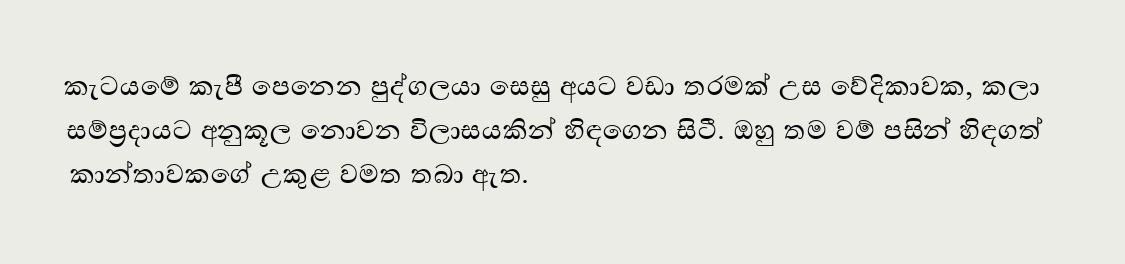 කැටයමේ කැපී පෙනෙන පුද්ගලයා සෙසු අයට වඩා තරමක් උස වේදිකාවක, කලා
සම්ප්‍රදායට අනුකූල නොවන විලාසයකින් හිඳගෙන සිටී. ඔහු තම වම් පසින් හිඳගත්
කාන්තාවකගේ උකුළ වමත තබා ඇත.